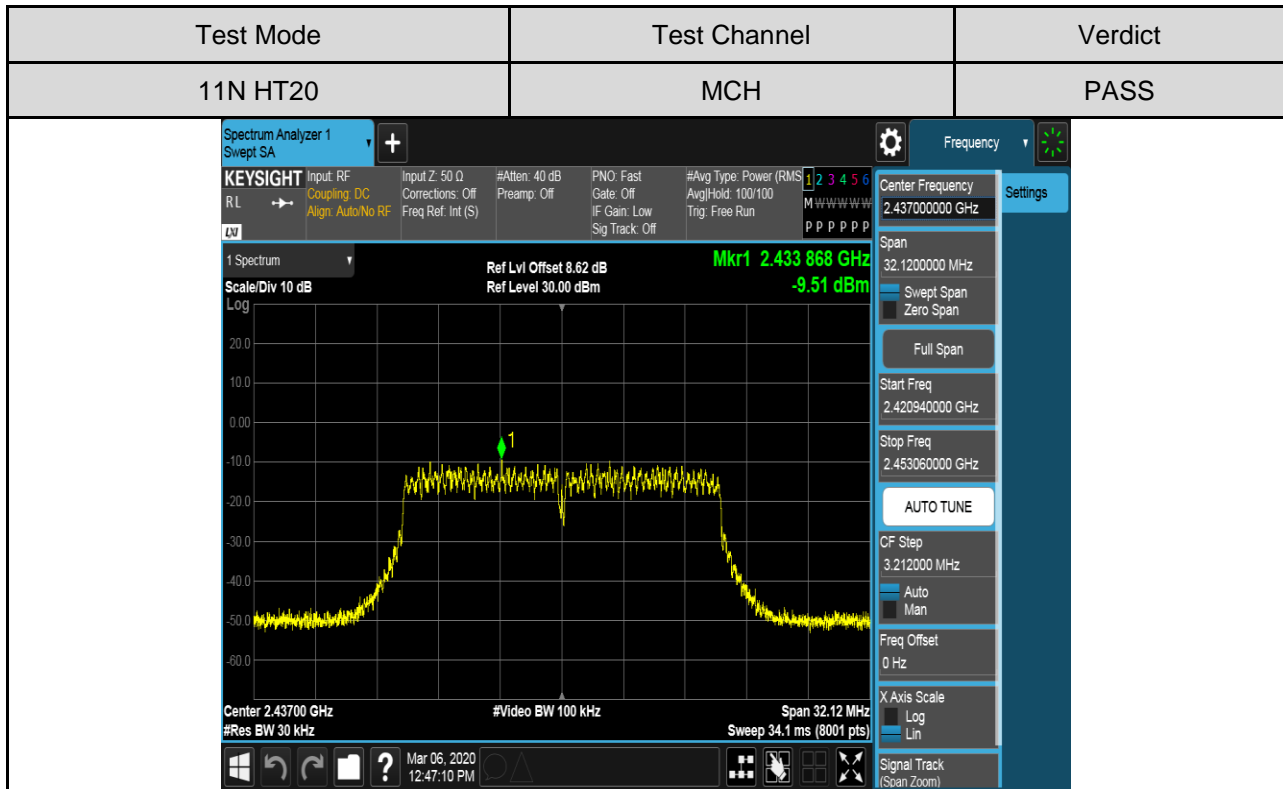 Test Mode Test Channel Verdict
11N HT20 MCH PASS
Spectrum Analyzer 1
Swept SA
+
Frequency
KEYSIGHT
RL
LXI
Input: RF
Coupling: DC
Align: Auto/No RF
Input Z: 50 Ω
Corrections: Off
Freq Ref: Int (S)
#Atten: 40 dB
Preamp: Off
PNO: Fast
Gate: Off
IF Gain: Low
Sig Track: Off
#Avg Type: Power (RMS
Avg|Hold: 100/100
Trig: Free Run
1 2 3 4 5 6
M W W W W W
P P P P P P
1 Spectrum
Scale/Div 10 dB
Ref Lvl Offset 8.62 dB
Ref Level 30.00 dBm
Mkr1 2.433 868 GHz
-9.51 dBm
Log
20.0
10.0
0.00
-10.0
-20.0
-30.0
-40.0
-50.0
-60.0
1
Center 2.43700 GHz
#Res BW 30 kHz
#Video BW 100 kHz
Span 32.12 MHz
Sweep 34.1 ms (8001 pts)
Center Frequency
2.437000000 GHz
Settings
Span
32.1200000 MHz
Swept Span
Zero Span
Full Span
Start Freq
2.420940000 GHz
Stop Freq
2.453060000 GHz
AUTO TUNE
CF Step
3.212000 MHz
Auto
Man
Freq Offset
0 Hz
X Axis Scale
Log
Lin
Signal Track
(Span Zoom)
?
Mar 06, 2020
12:47:10 PM